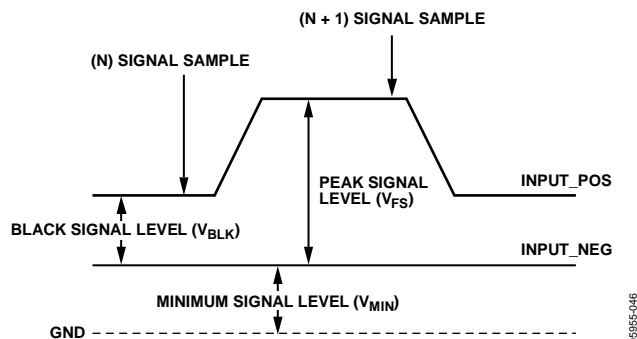 (N + 1) SIGNAL SAMPLE
(N) SIGNAL SAMPLE
PEAK SIGNAL
LEVEL (VFS)
INPUT_POS
BLACK SIGNAL LEVEL (VBLK)
INPUT_NEG
MINIMUM SIGNAL LEVEL (VMIN)
GND
05955-046